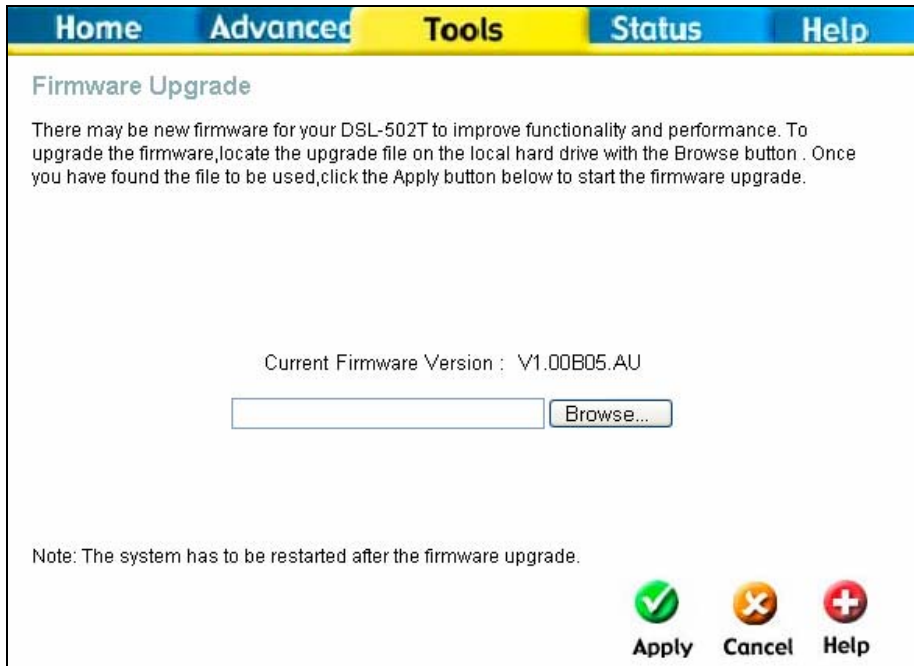 Home Advanced Tools Status Help
Firmware Upgrade
There may be new firmware for your DSL-502T to improve functionality and performance. To
upgrade the firmware,locate the upgrade file on the local hard drive with the Browse button . Once
you have found the file to be used,click the Apply button below to start the firmware upgrade.
Current Firmware Version : V1.00B05.AU
Browse...
Note: The system has to be restarted after the firmware upgrade.
Apply Cancel Help